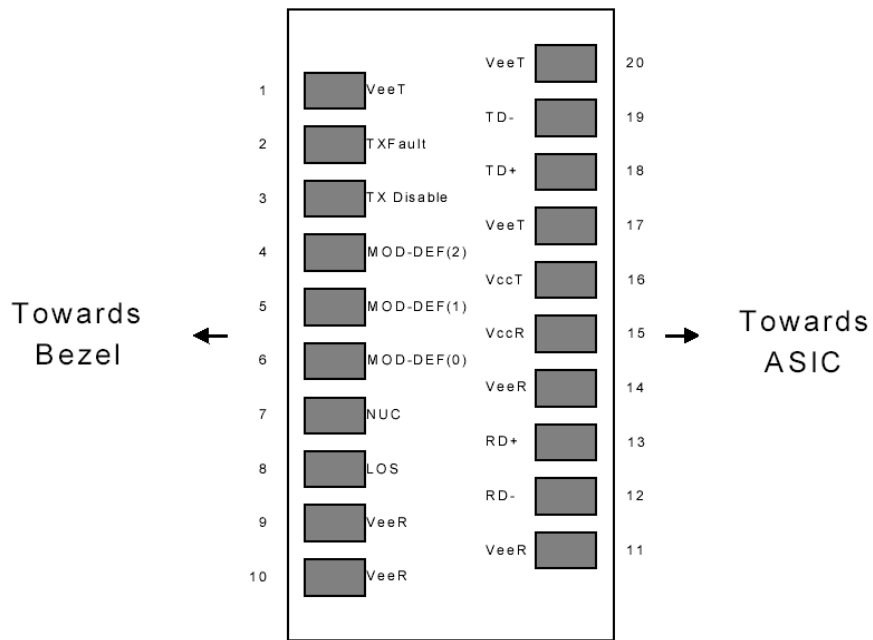 Towards
Bezel
1 VeeT
2 TXFault
3 TX Disable
4 MOD-DEF(2)
5 MOD-DEF(1)
6 MOD-DEF(0)
7 NUC
8 LOS
9 VeeR
10 VeeR
VeeT 20
TD- 19
TD+ 18
VeeT 17
VccT 16
VccR 15
VeeR 14
RD+ 13
RD- 12
VeeR 11
Towards
ASIC